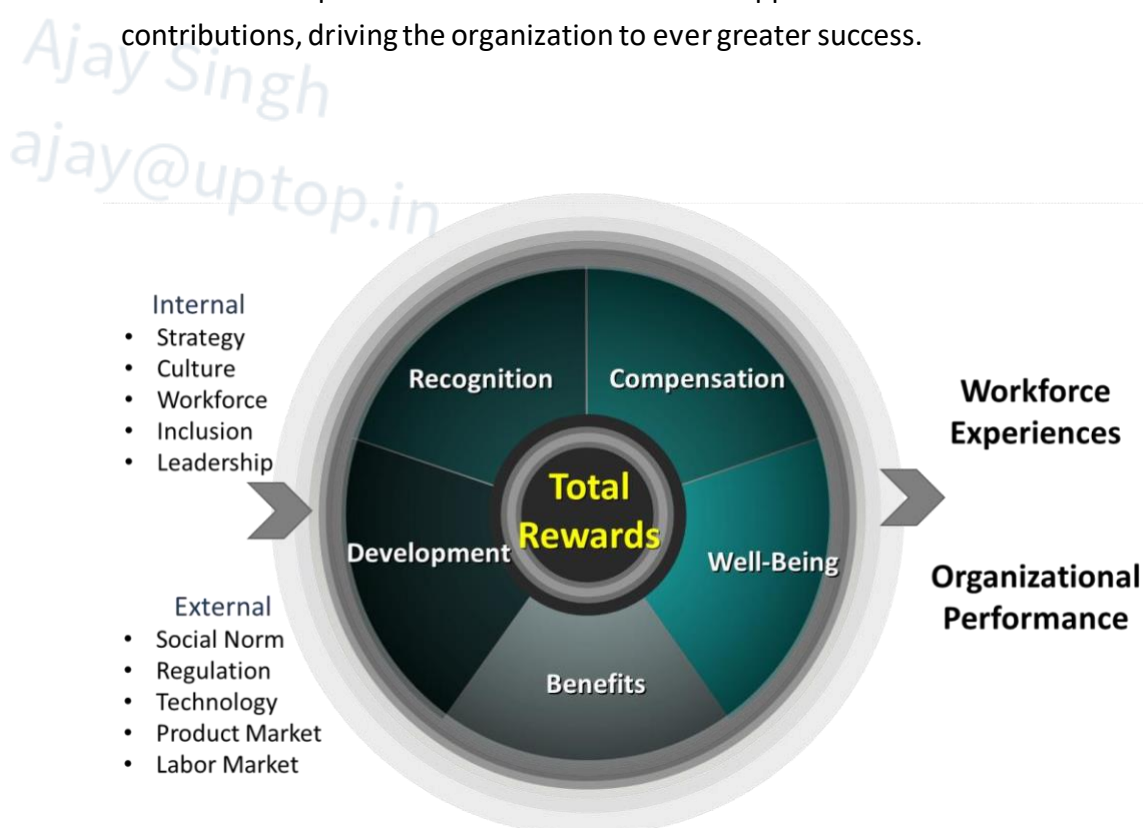 contributions, driving the organization to ever greater success.
Ajay Singh
ajay@uptop.in
Internal
• Strategy
• Culture
• Workforce
• Inclusion
• Leadership
External
• Social Norm
• Regulation
• Technology
• Product Market
• Labor Market
Recognition
Compensation
Development
Total
Rewards
Well-Being
Benefits
Workforce
Experiences
Organizational
Performance